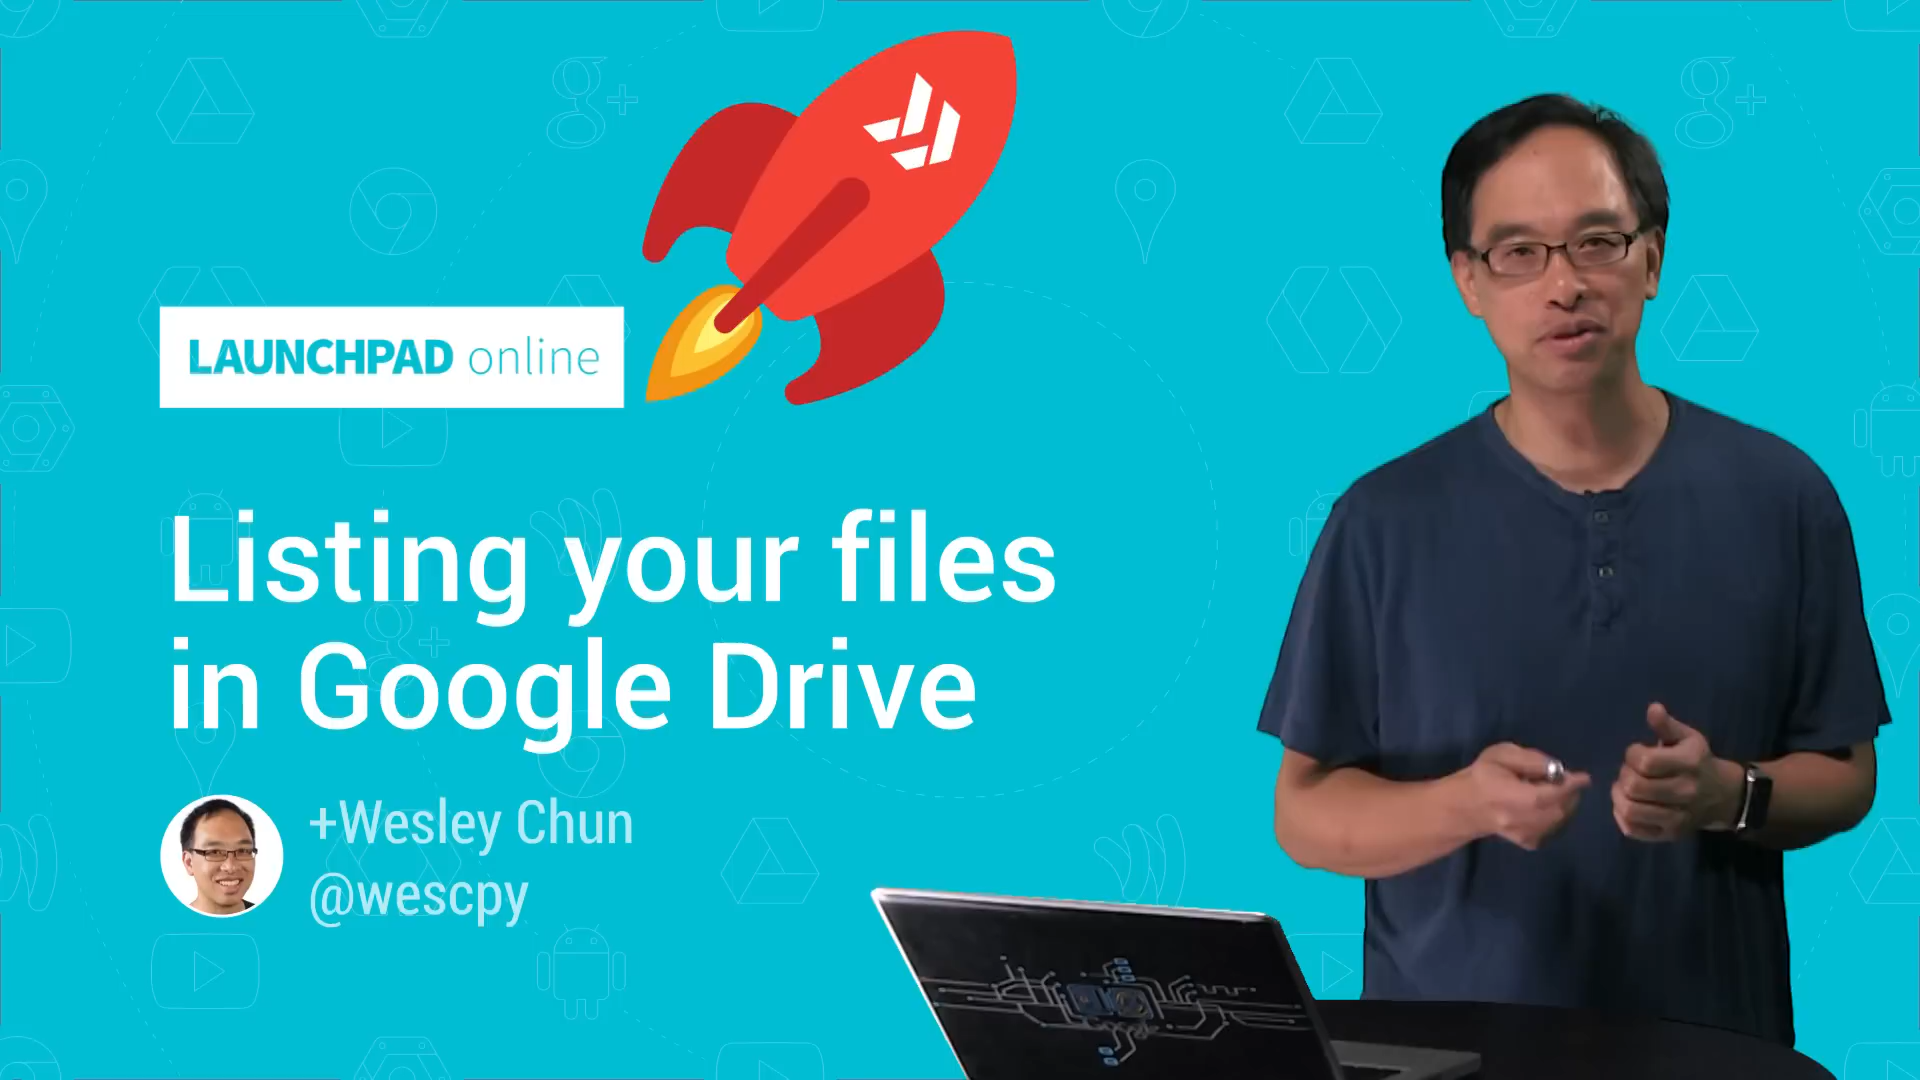 LAUNCHPAD online
Listing your files
in Google Drive
+Wesley Chun
@wescpy